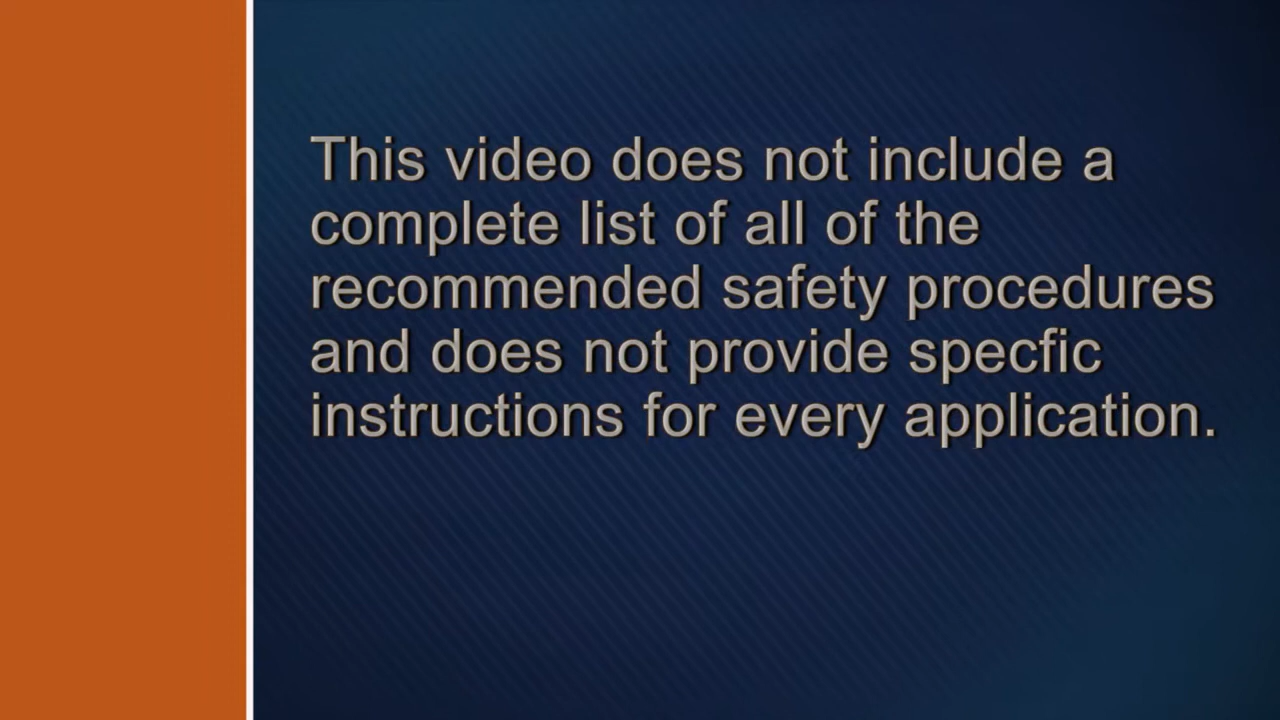 This video does not include a
complete list of all of the
recommended safety procedures
and does not provide specfic
instructions for every application.